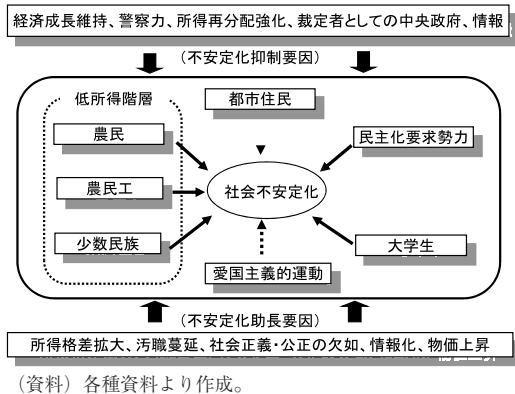 経済成長維持、警察力、所得再分配強化、裁定者としての中央政府、情報
（不安定化抑制要因）
低所得階層
都市住民
農民
民主化要求勢力
農民工
社会不安定化
少数民族
大学生
愛国主義的運動
（不安定化助長要因）
所得格差拡大、汚職蔓延、社会正義・公正の欠如、情報化、物価上昇
（資料）各種資料より作成。